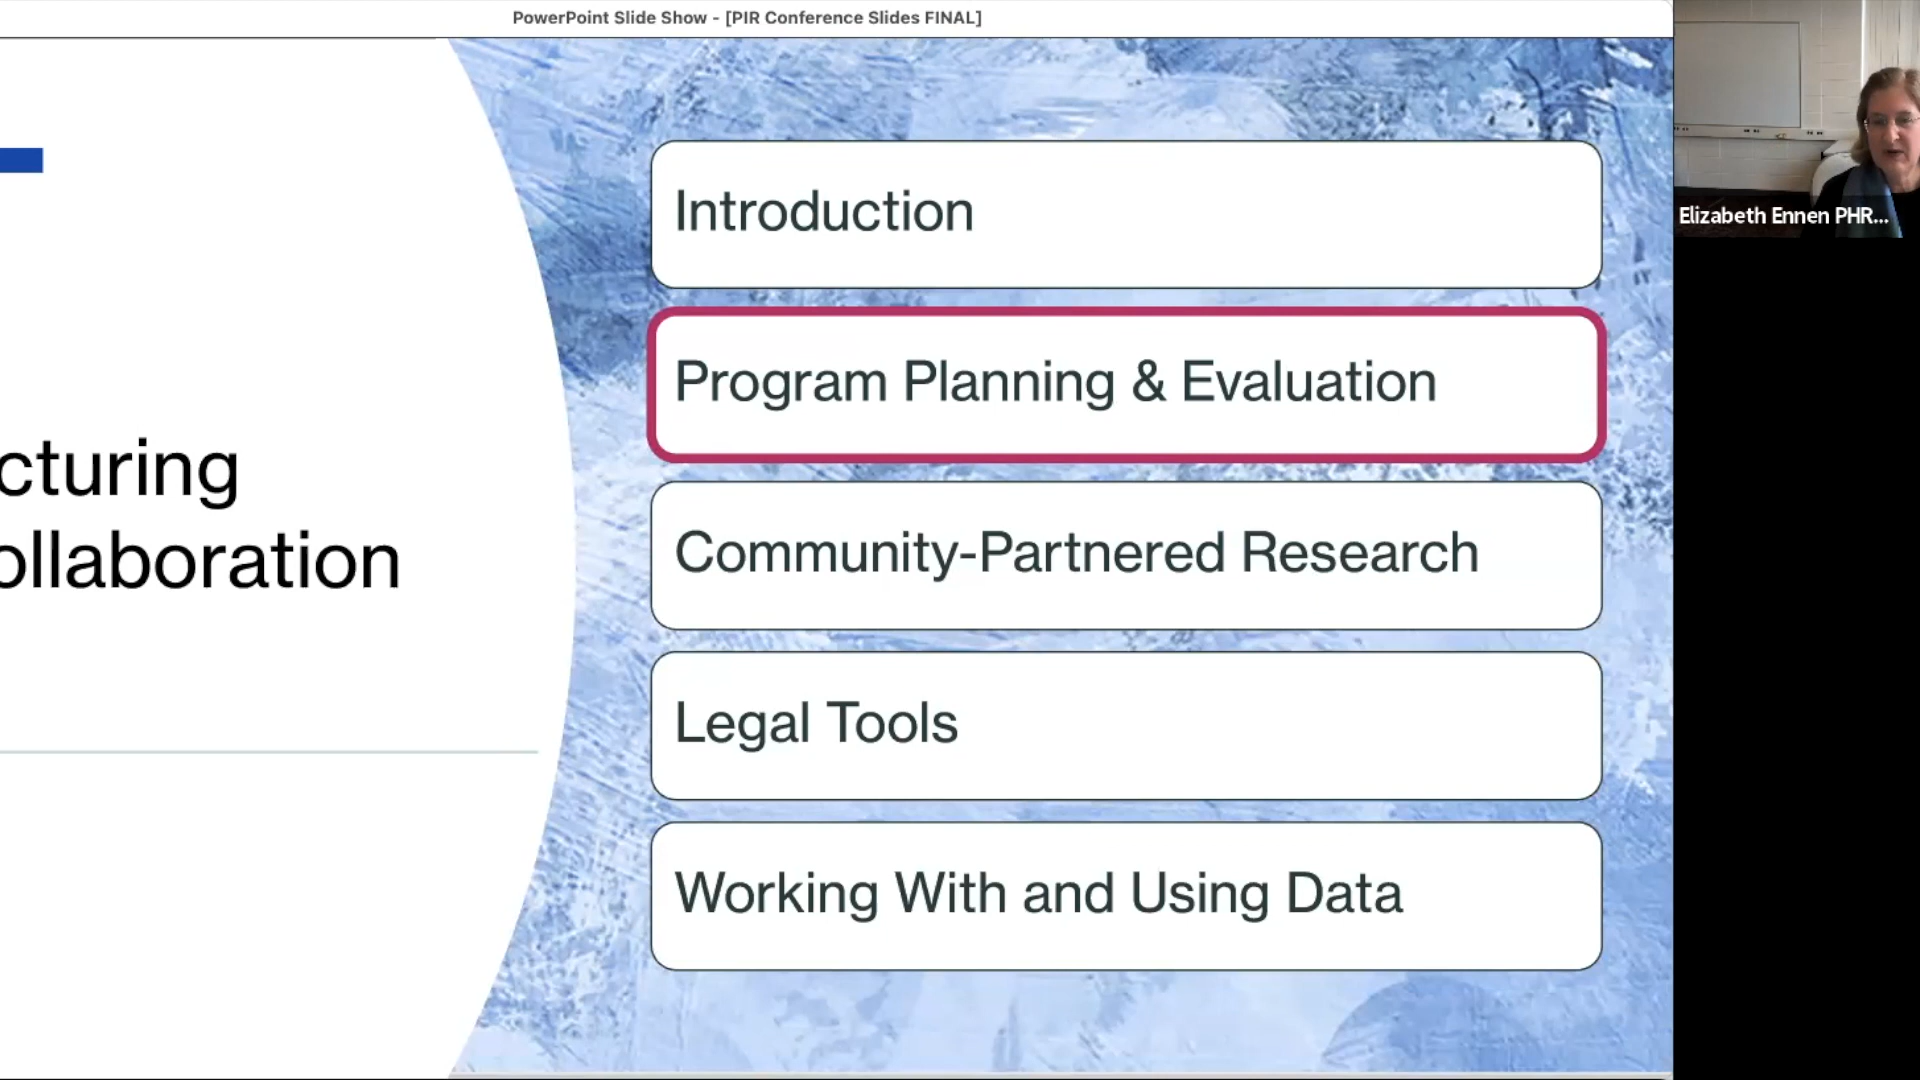 PowerPoint Slide Show - [PIR Conference Slides FINAL]
Introduction
Program Planning & Evaluation
cturing
ollaboration
Community-Partnered Research
Legal Tools
Working With and Using Data
Elizabeth Ennen PHR...